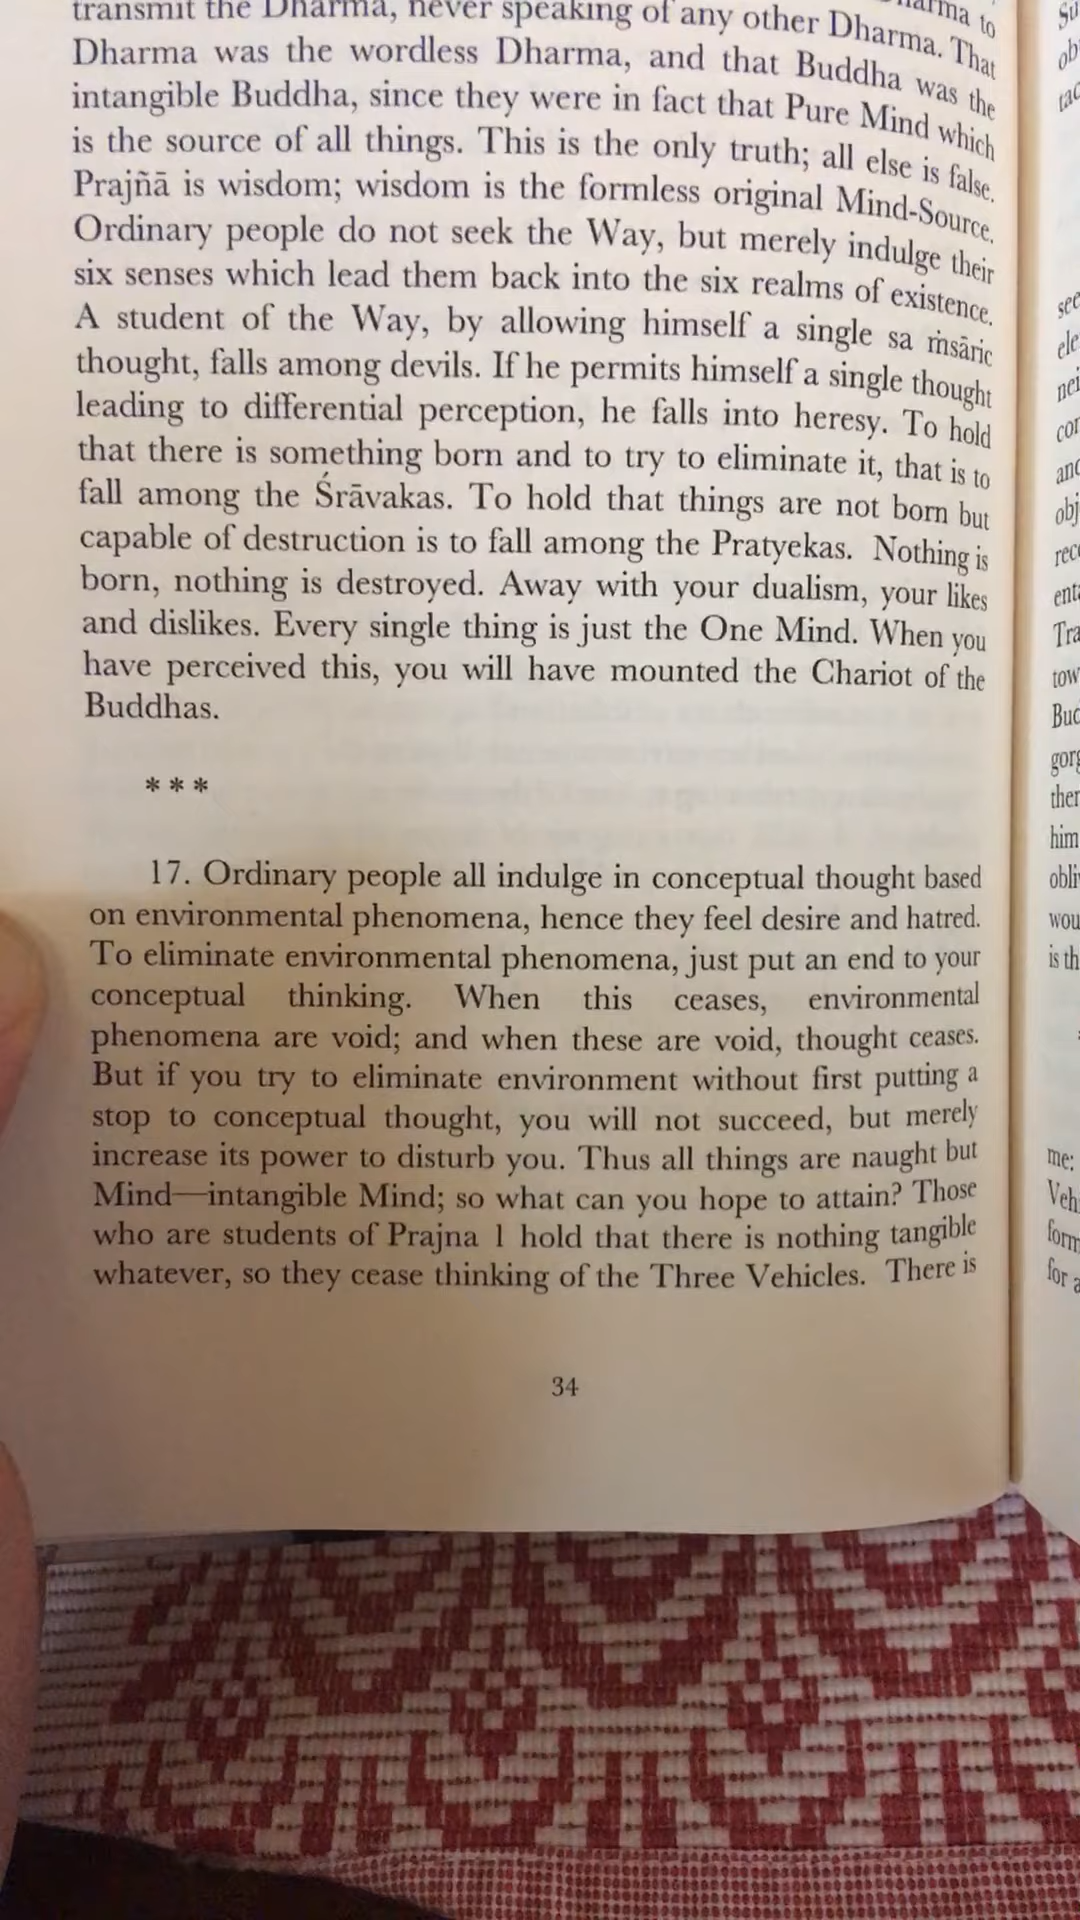 transmit the Dharma, never speaking of any other Dharma. That
Dharma was the wordless Dharma, and that Buddha was the
intangible Buddha, since they were in fact that Pure Mind which
is the source of all things. This is the only truth; all else is false.
Prajñā is wisdom; wisdom is the formless original Mind-Source.
Ordinary people do not seek the Way, but merely indulge their
six senses which lead them back into the six realms of existence.
A student of the Way, by allowing himself a single sa ṁsāric
thought, falls among devils. If he permits himself a single thought
leading to differential perception, he falls into heresy. To hold
that there is something born and to try to eliminate it, that is to
fall among the Śrāvakas. To hold that things are not born but
capable of destruction is to fall among the Pratyekas. Nothing is
born, nothing is destroyed. Away with your dualism, your likes
and dislikes. Every single thing is just the One Mind. When you
have perceived this, you will have mounted the Chariot of the
Buddhas.
* * *
17. Ordinary people all indulge in conceptual thought based
on environmental phenomena, hence they feel desire and hatred.
To eliminate environmental phenomena, just put an end to your
conceptual thinking. When this ceases, environmental
phenomena are void; and when these are void, thought ceases.
But if you try to eliminate environment without first putting a
stop to conceptual thought, you will not succeed, but merely
increase its power to disturb you. Thus all things are naught but
Mind—intangible Mind; so what can you hope to attain? Those
who are students of Prajna 1 hold that there is nothing tangible
whatever, so they cease thinking of the Three Vehicles. There is
34
him
is th
me:
for a